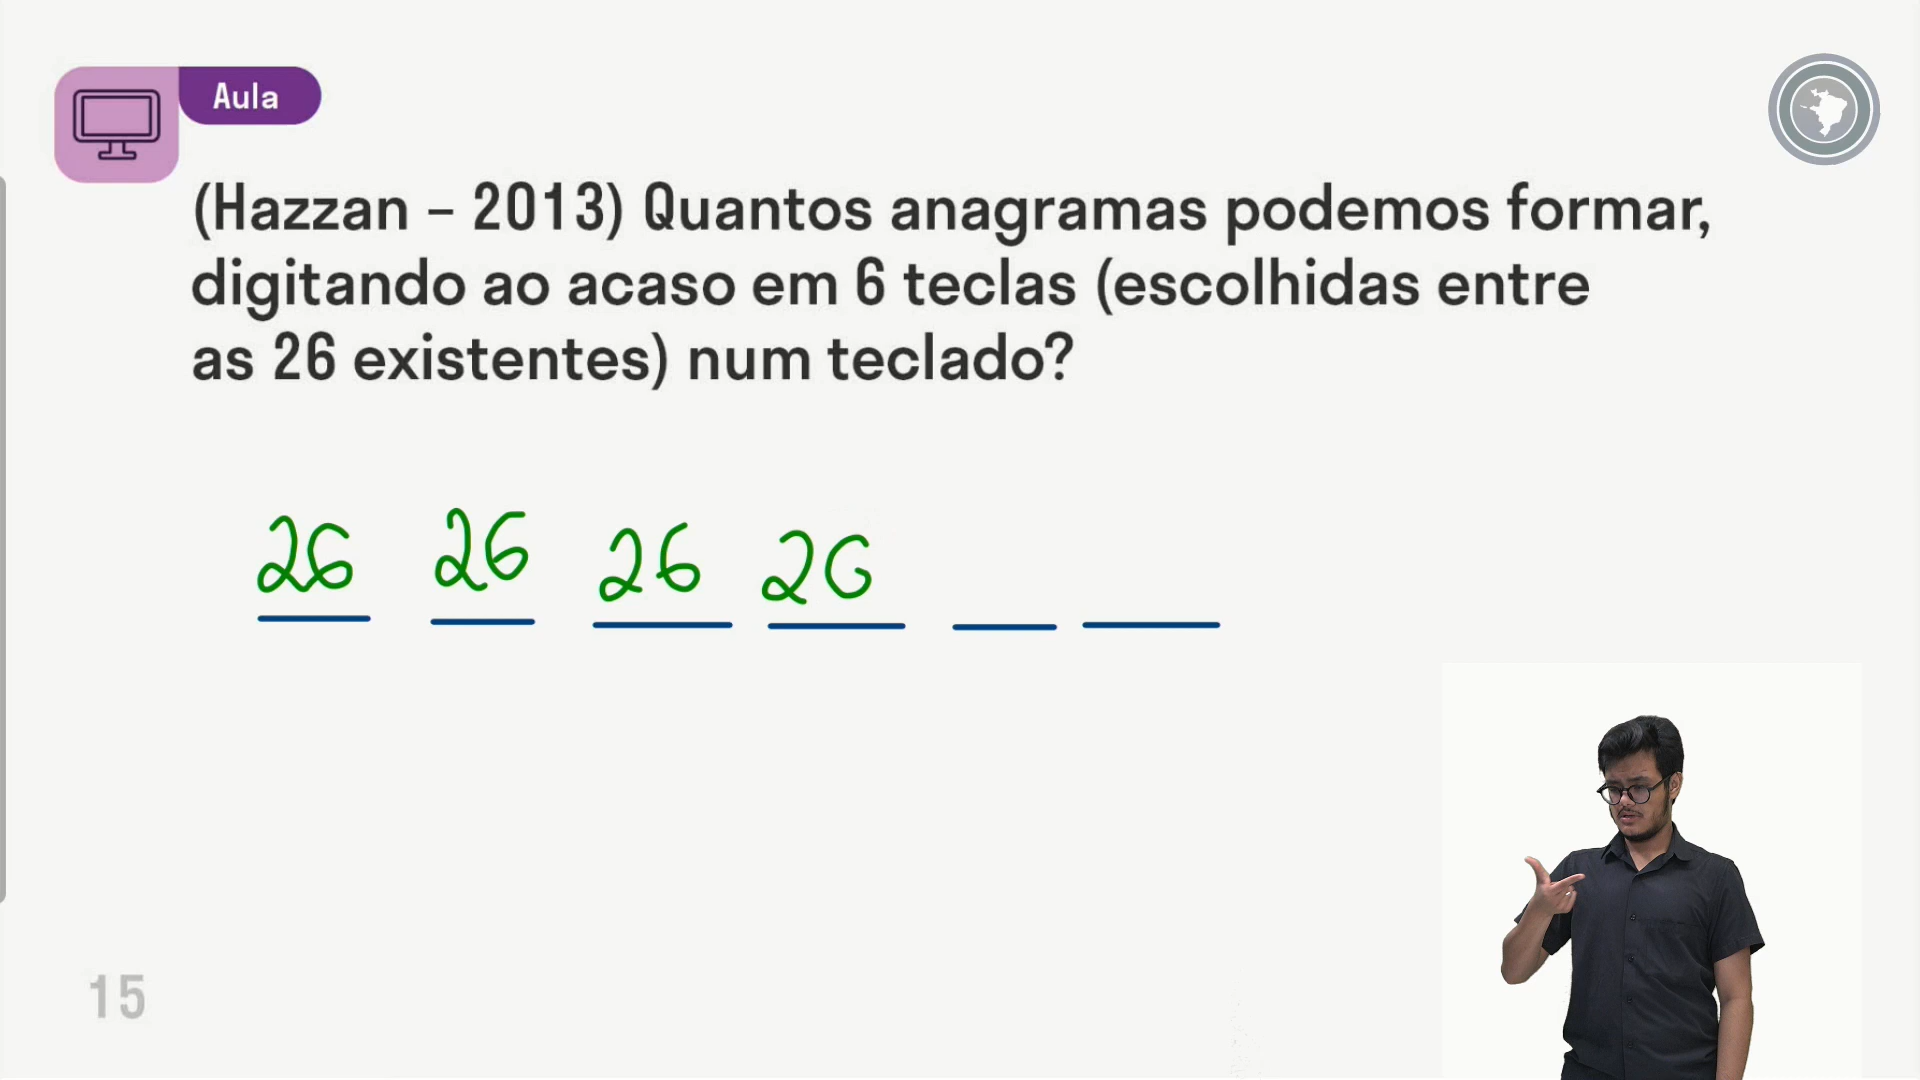 Aula
(Hazzan – 2013) Quantos anagramas podemos formar,
digitando ao acaso em 6 teclas (escolhidas entre
as 26 existentes) num teclado?
26 26 26 26
15